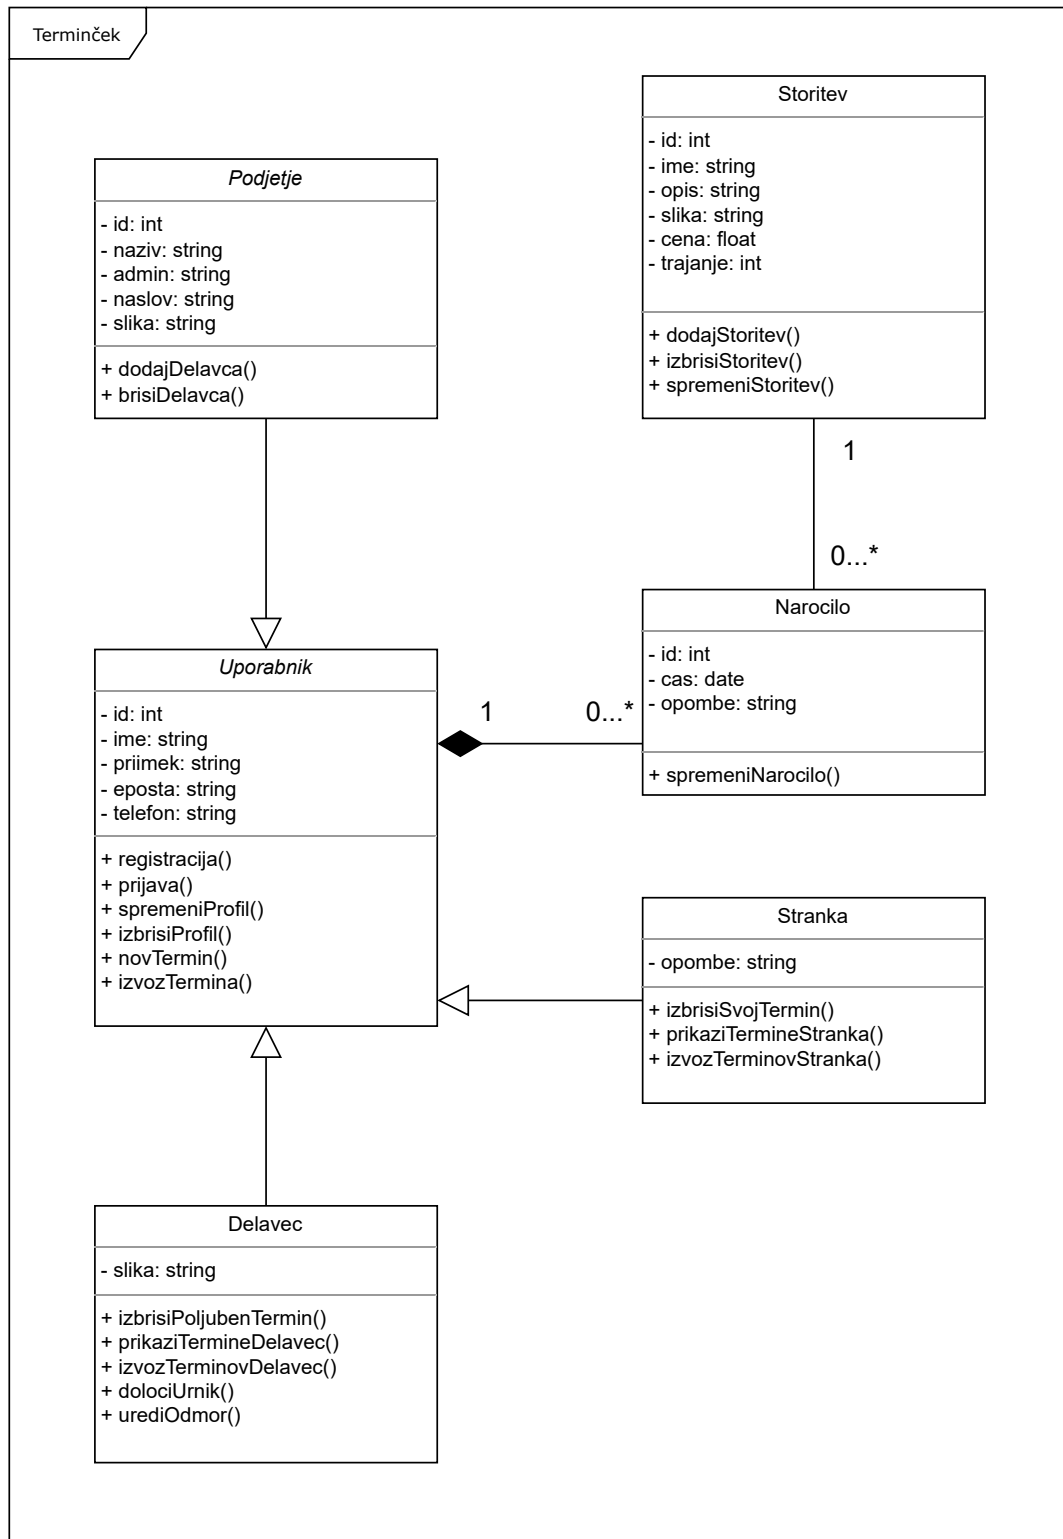 Terminček
Podjetje
- id: int
- naziv: string
- admin: string
- naslov: string
- slika: string
+ dodajDelavca()
+ brisiDelavca()
Storitev
- id: int
- ime: string
- opis: string
- slika: string
- cena: float
- trajanje: int
+ dodajStoritev()
+ izbrisiStoritev()
+ spremeniStoritev()
1
0...*
Narocilo
- id: int
- cas: date
- opombe: string
+ spremeniNarocilo()
Uporabnik
- id: int
- ime: string
- priimek: string
- eposta: string
- telefon: string
+ registracija()
+ prijava()
+ spremeniProfil()
+ izbrisiProfil()
+ novTermin()
+ izvozTermina()
1
0...*
Stranka
- opombe: string
+ izbrisiSvojTermin()
+ prikaziTermineStranka()
+ izvozTerminovStranka()
Delavec
- slika: string
+ izbrisiPoljubenTermin()
+ prikaziTermineDelavec()
+ izvozTerminovDelavec()
+ dolociUrnik()
+ urediOdmor()